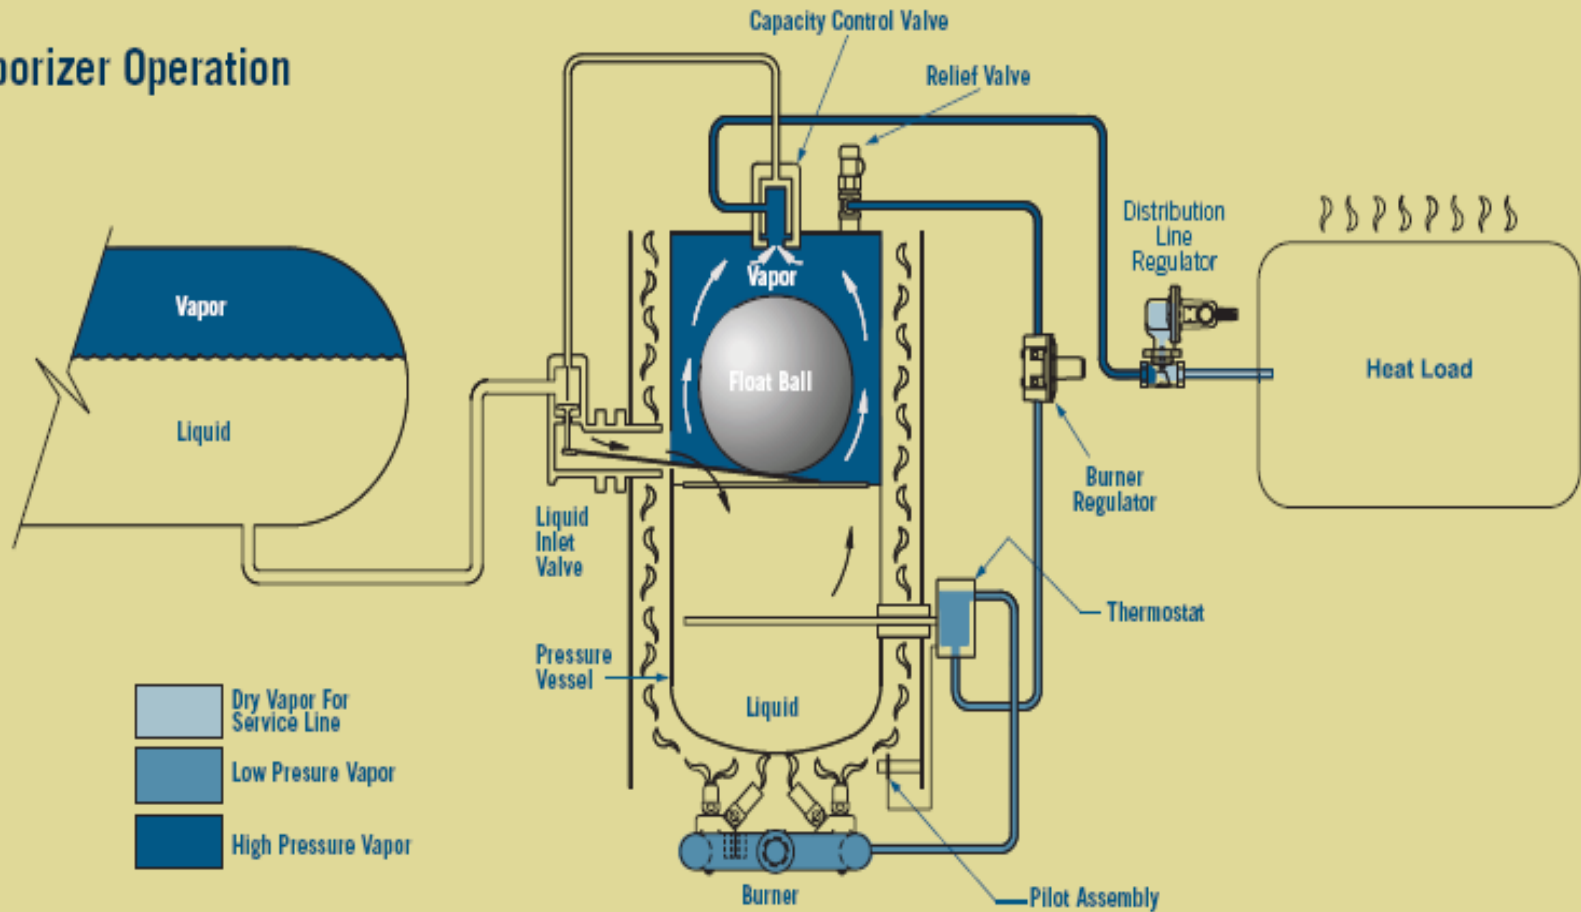 porizer Operation
Capacity Control Valve
Relief Valve
Distribution
Line
Regulator
Vapor
Vapor
Float Ball
Heat Load
Liquid
Burner
Regulator
Liquid
Inlet
Valve
Thermostat
Pressure
Vessel
Liquid
Dry Vapor For
Service Line
Low Presure Vapor
High Pressure Vapor
Burner
Pilot Assembly